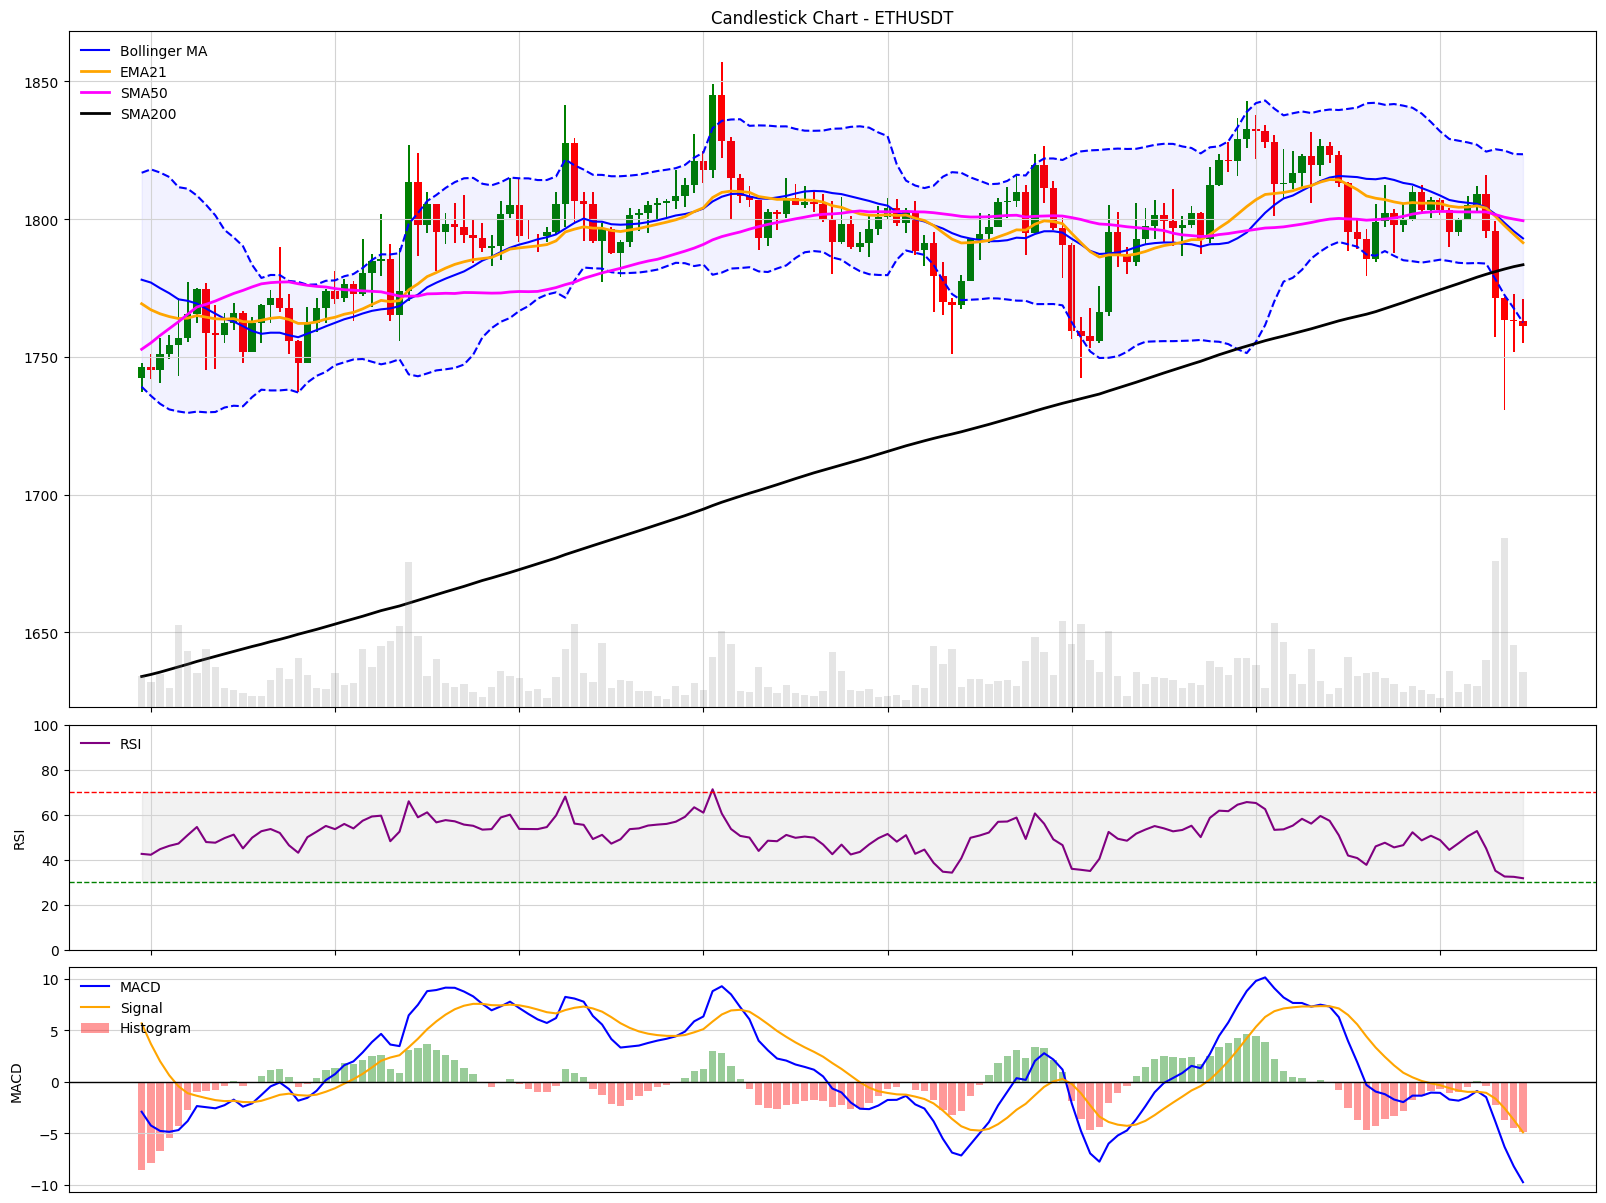 Candlestick Chart - ETHUSDT
Bollinger MA
EMA21
SMA50
SMA200
1850
1800
1750
1700
1650
RSI
100
80
60
40
20
0
RSI
MACD
Signal
Histogram
10
5
0
−5
−10
MACD